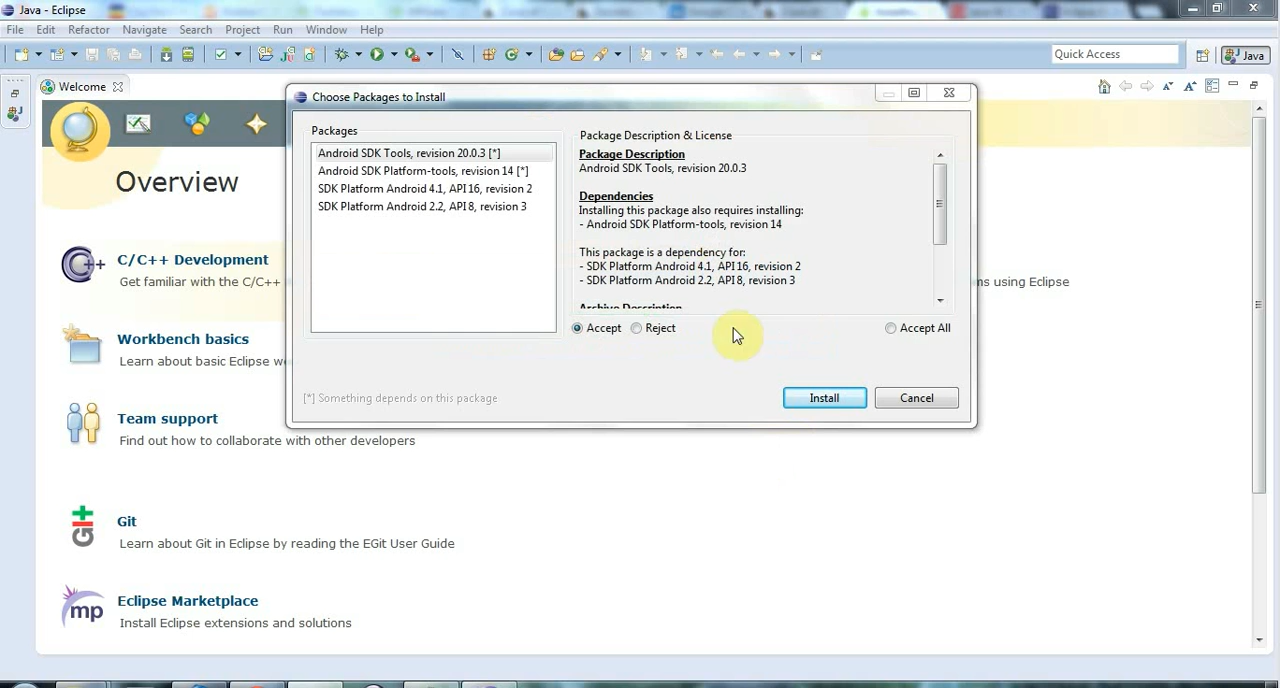 Java - Eclipse
File Edit Refactor Navigate Search Project Run Window Help
Quick Access
Java
Welcome
Overview
C/C++ Development
Get familiar with the C/C++
ms using Eclipse
Workbench basics
Learn about basic Eclipse wo
Team support
Find out how to collaborate with other developers
Git
Learn about Git in Eclipse by reading the EGit User Guide
mp
Eclipse Marketplace
Install Eclipse extensions and solutions
Choose Packages to Install
Packages
Android SDK Tools, revision 20.0.3 [*]
Android SDK Platform-tools, revision 14 [*]
SDK Platform Android 4.1, API 16, revision 2
SDK Platform Android 2.2, API 8, revision 3
Package Description & License
Package Description
Android SDK Tools, revision 20.0.3
Dependencies
Installing this package also requires installing:
- Android SDK Platform-tools, revision 14
This package is a dependency for:
- SDK Platform Android 4.1, API 16, revision 2
- SDK Platform Android 2.2, API 8, revision 3
Archive Description
Accept Reject Accept All
[*] Something depends on this package
Install Cancel